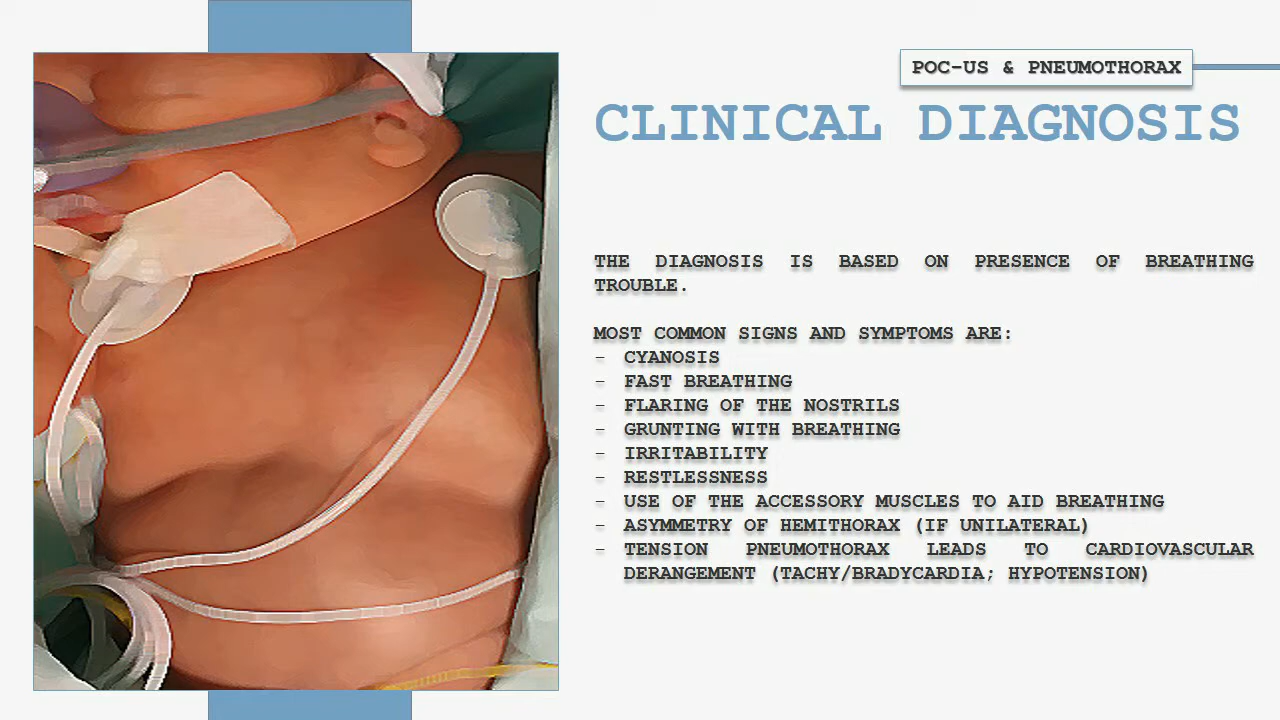 POC-US & PNEUMOTHORAX
CLINICAL DIAGNOSIS
THE DIAGNOSIS IS BASED ON PRESENCE OF BREATHING
TROUBLE.
MOST COMMON SIGNS AND SYMPTOMS ARE:
- CYANOSIS
- FAST BREATHING
- FLARING OF THE NOSTRILS
- GRUNTING WITH BREATHING
- IRRITABILITY
- RESTLESSNESS
- USE OF THE ACCESSORY MUSCLES TO AID BREATHING
- ASYMMETRY OF HEMITHORAX (IF UNILATERAL)
- TENSION PNEUMOTHORAX LEADS TO CARDIOVASCULAR
DERANGEMENT (TACHY/BRADYCARDIA; HYPOTENSION)